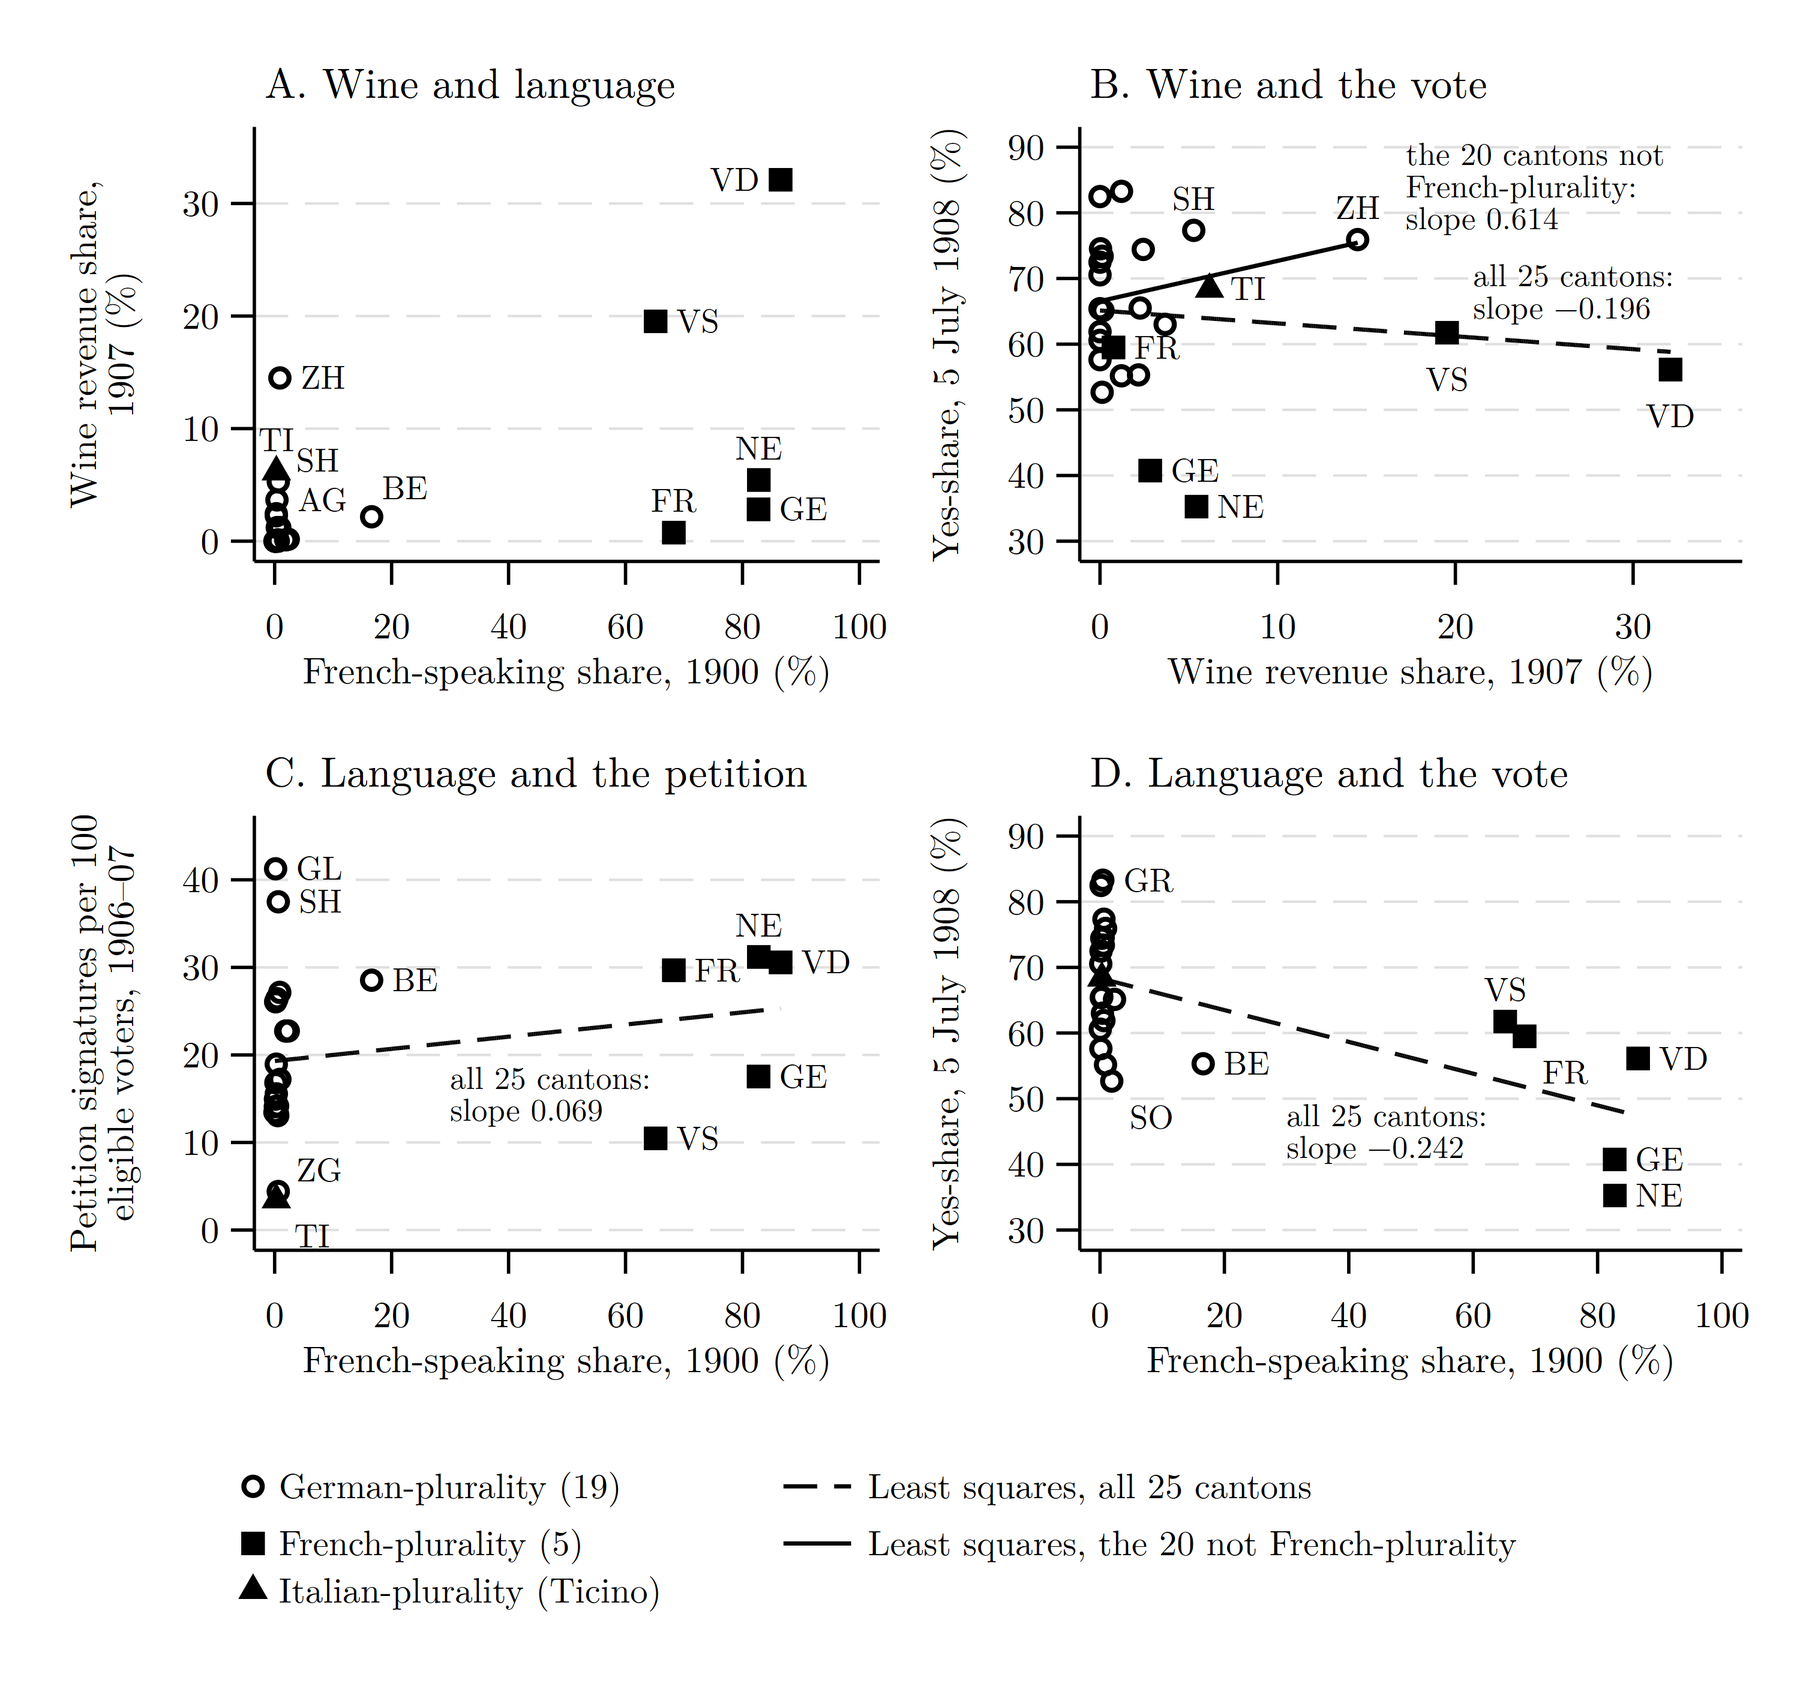 A. Wine and language
Wine revenue share,
1907 (%)
30
20
10
0
VD
VS
ZH
TI
SH
AG
BE
NE
FR
GE
0 20 40 60 80 100
French-speaking share, 1900 (%)
B. Wine and the vote
Yes-share, 5 July 1908 (%)
90
80
70
60
50
40
30
the 20 cantons not
French-plurality:
slope 0.614
SH
ZH
TI
all 25 cantons:
slope −0.196
FR
VS
VD
GE
NE
0 10 20 30
Wine revenue share, 1907 (%)
C. Language and the petition
Petition signatures per 100
eligible voters, 1906–07
40
30
20
10
0
GL
SH
NE
BE
FR
VD
all 25 cantons:
slope 0.069
GE
VS
ZG
TI
0 20 40 60 80 100
French-speaking share, 1900 (%)
D. Language and the vote
Yes-share, 5 July 1908 (%)
90
80
70
60
50
40
30
GR
VS
BE
FR
VD
SO
all 25 cantons:
slope −0.242
GE
NE
0 20 40 60 80 100
French-speaking share, 1900 (%)
German-plurality (19)
French-plurality (5)
Italian-plurality (Ticino)
Least squares, all 25 cantons
Least squares, the 20 not French-plurality